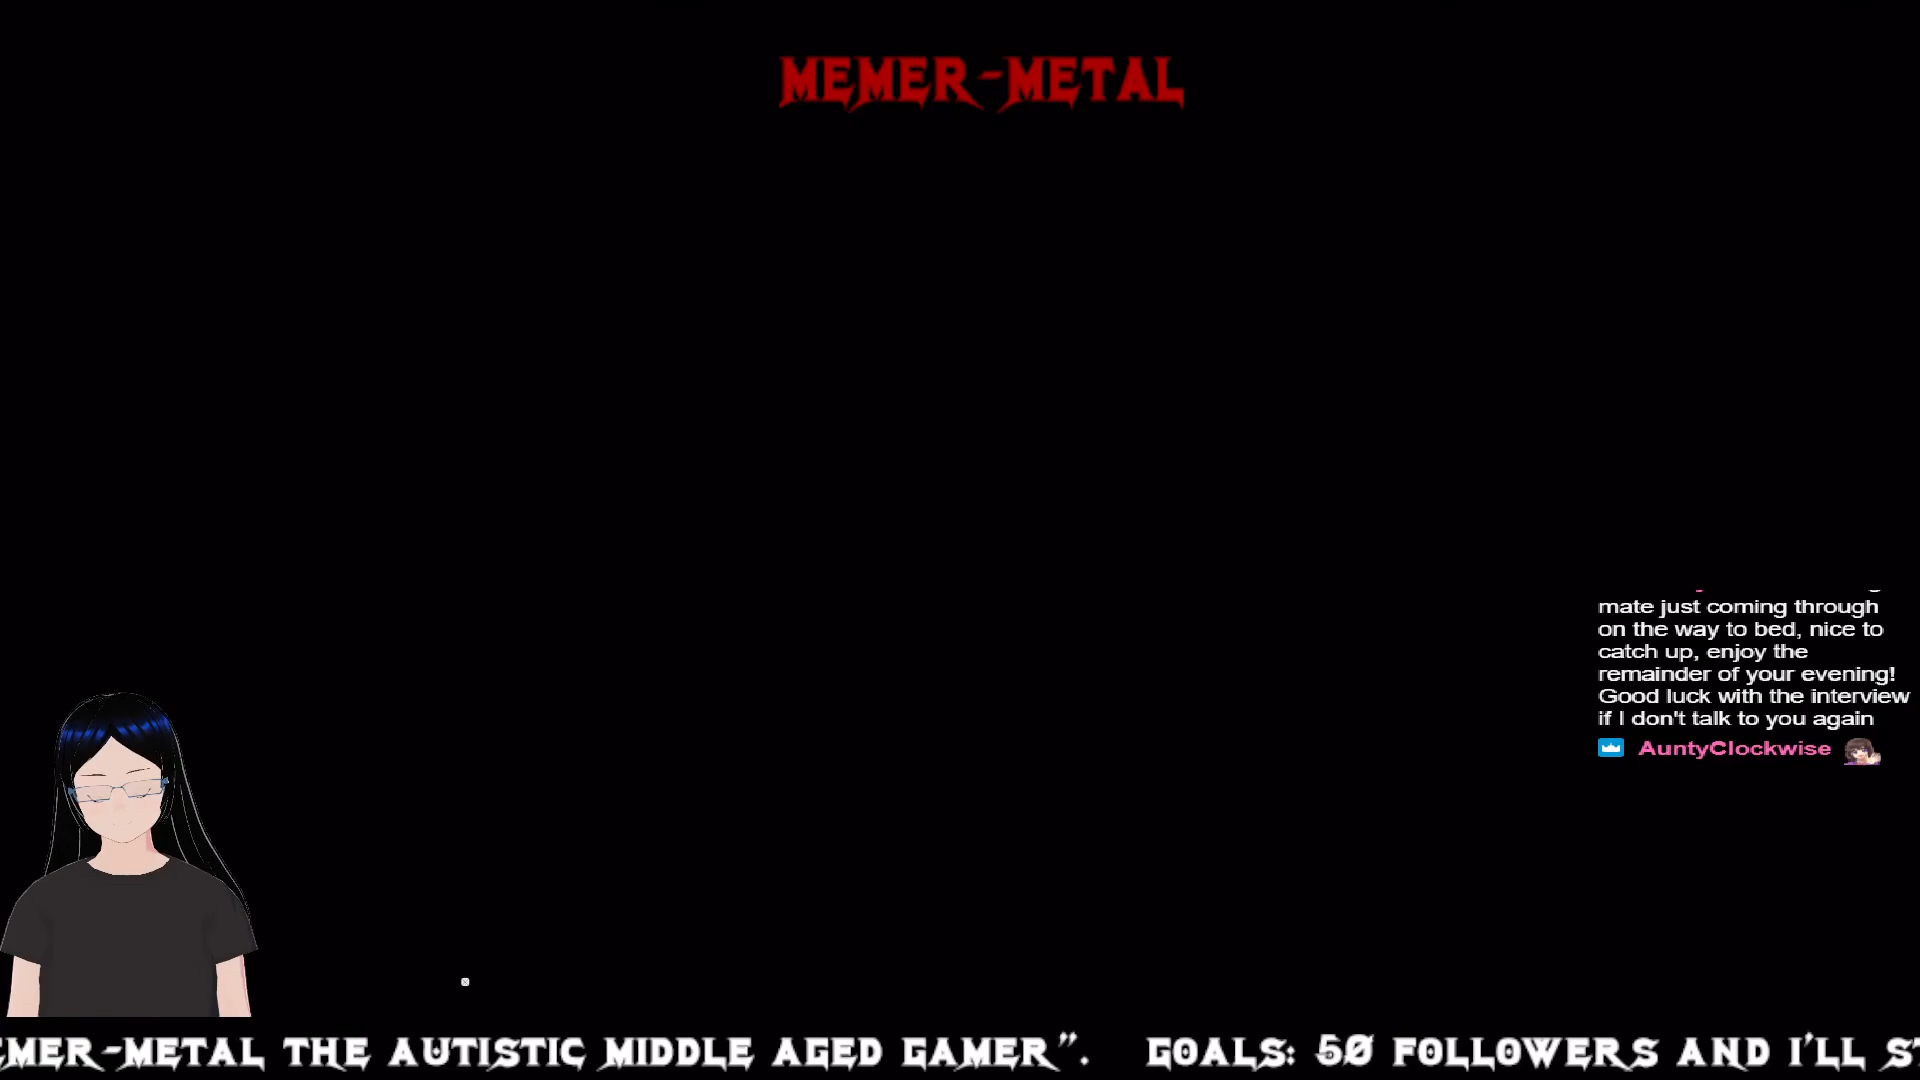 MEMER-METAL
mate just coming through
on the way to bed, nice to
catch up, enjoy the
remainder of your evening!
Good luck with the interview
if I don't talk to you again
AuntyClockwise
EMER-METAL THE AUTISTIC MIDDLE AGED GAMER". GOALS: 50 FOLLOWERS AND I'LL ST